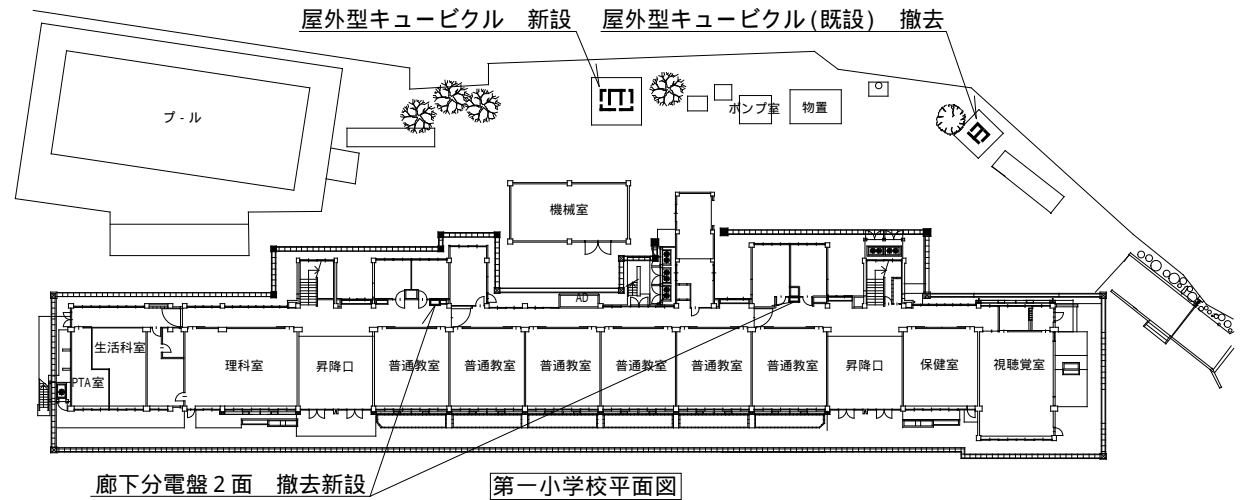 屋外型キュービクル　新設
屋外型キュービクル(既設)　撤去
プ-ル
ポンプ室
物置
機械室
AD
生活科室
PTA室
理科室
昇降口
普通教室
普通教室
普通教室
普通教室
普通教室
普通教室
昇降口
保健室
視聴覚室
廊下分電盤２面　撤去新設
第一小学校平面図